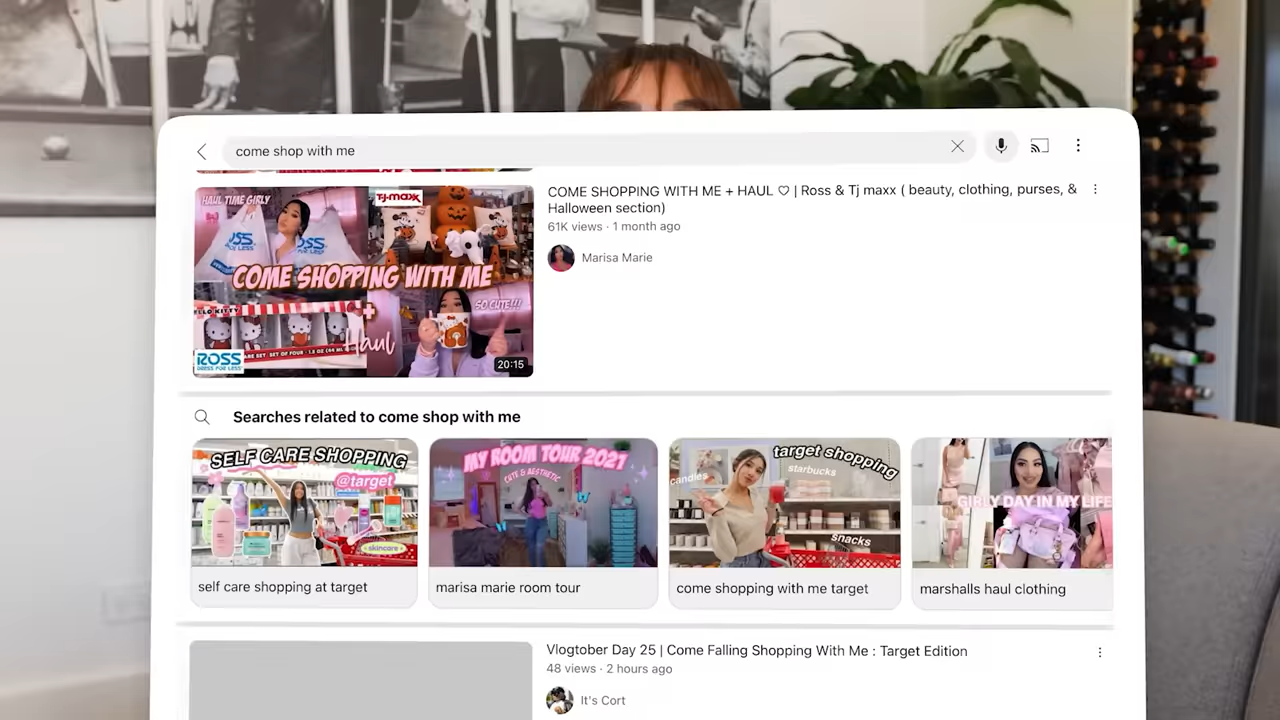 come shop with me
HAUL TIME GIRLY
TJ-maxx
COME SHOPPING WITH ME
+
Haul
SO CUTE!!!
HELLO KITTY
ROSS
DRESS FOR LESS
20:15
COME SHOPPING WITH ME + HAUL ♡ | Ross & Tj maxx ( beauty, clothing, purses, &
Halloween section)
61K views · 1 month ago
Marisa Marie
Searches related to come shop with me
SELF CARE SHOPPING
@target
skincare
self care shopping at target
MY ROOM TOUR 2021
CUTE & AESTHETIC
marisa marie room tour
target shopping
starbucks
candles
snacks
come shopping with me target
GIRLY DAY IN MY LIFE
marshalls haul clothing
Vlogtober Day 25 | Come Falling Shopping With Me : Target Edition
48 views · 2 hours ago
It's Cort